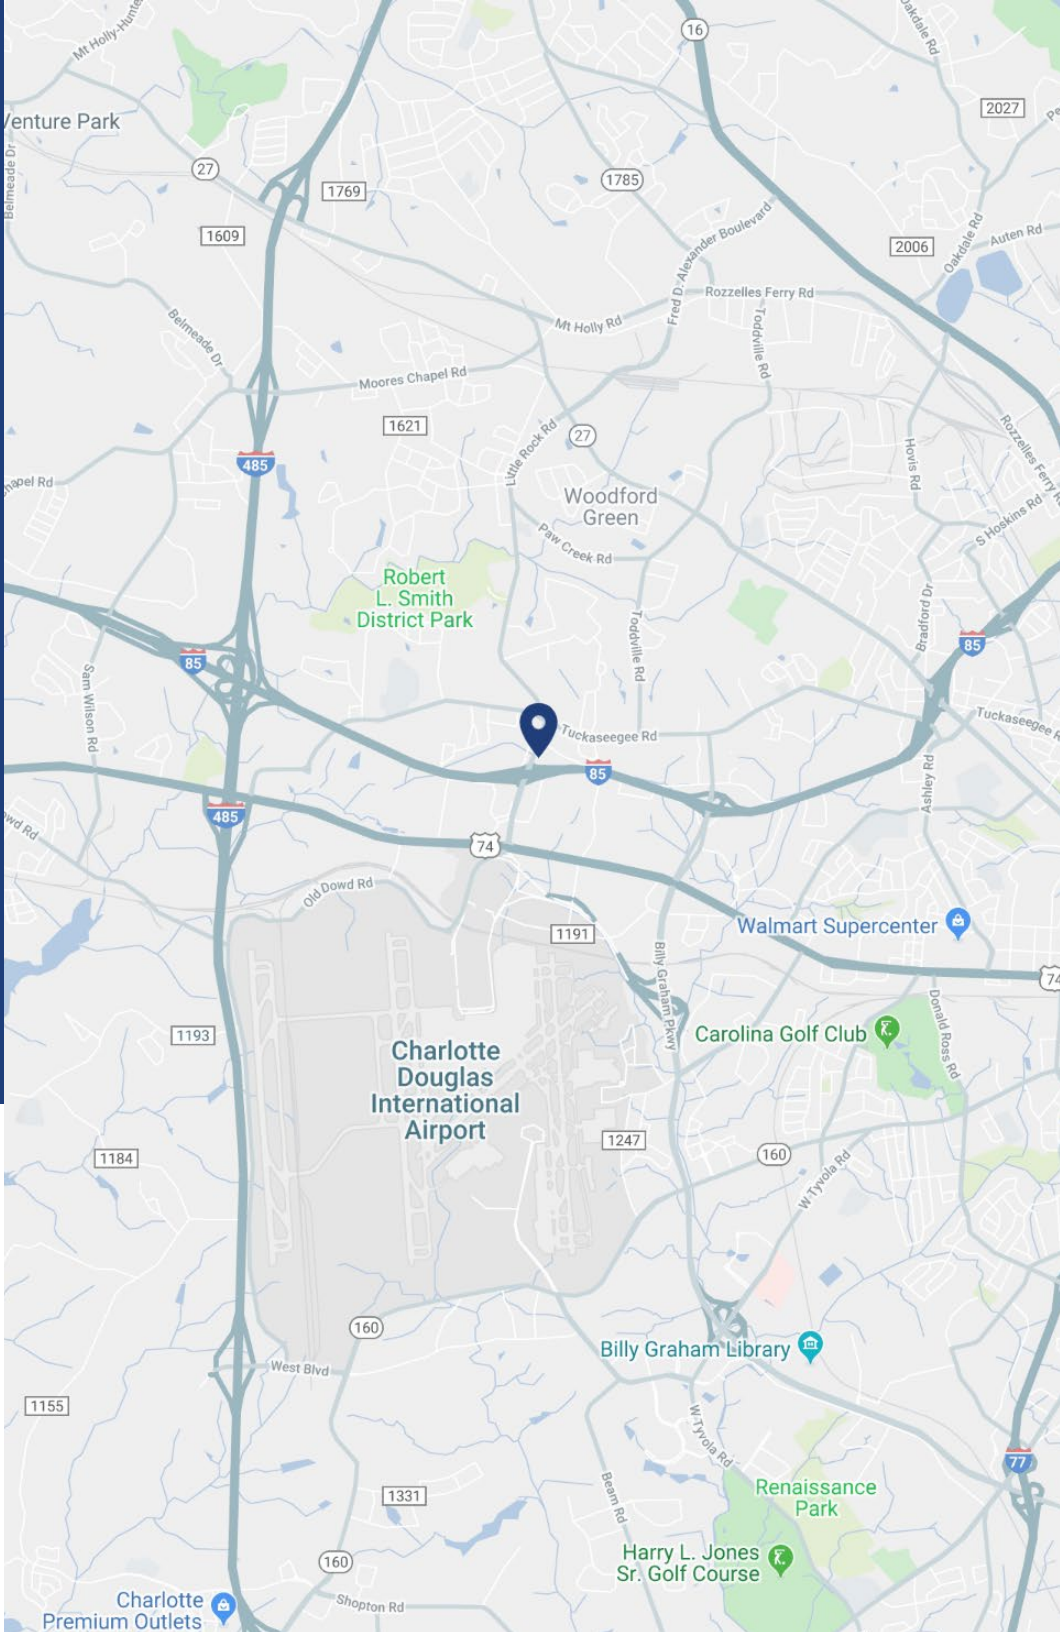 Mt Holly-Hunte
16
Oakdale Rd
2027
Venture Park
Belmeade Dr
27
1769
1785
1609
2006
Oakdale Rd
Auten Rd
Fred D. Alexander Boulevard
Rozzelles Ferry Rd
Mt Holly Rd
Belmeade Dr
Toddville Rd
Moores Chapel Rd
1621
Little Rock Rd
27
Hovis Rd
Rozzelles Ferry R
485
hapel Rd
Woodford
Green
S Hoskins Rd
Paw Creek Rd
Robert
L. Smith
District Park
Toddville Rd
Bradford Dr
85
85
Sam Wilson Rd
Tuckaseegee Rd
Tuckaseegee R
85
Ashley Rd
485
wd Rd
74
Old Dowd Rd
1191
Walmart Supercenter
Billy Graham Pkwy
74
Donald Ross Rd
1193
Carolina Golf Club
Charlotte
Douglas
International
Airport
1247
1184
160
W Tyvola Rd
160
Billy Graham Library
West Blvd
1155
W Tyvola Rd
77
1331
Beam Rd
Renaissance
Park
160
Harry L. Jones
Sr. Golf Course
Charlotte
Premium Outlets
Shopton Rd